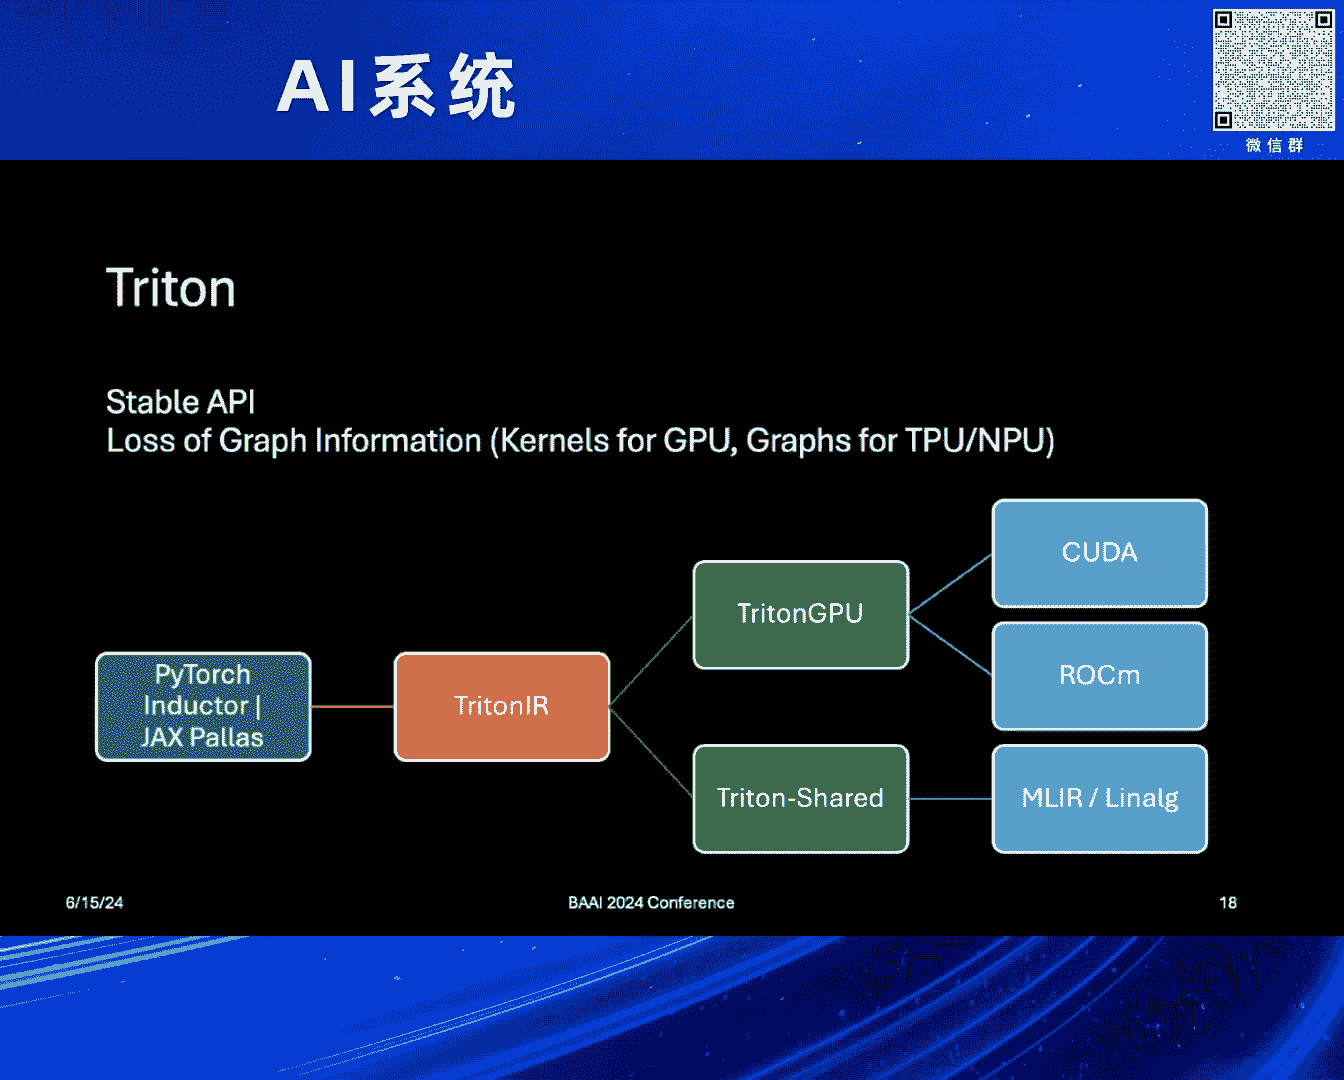 AI系统
微信群
Triton
Stable API
Loss of Graph Information (Kernels for GPU, Graphs for TPU/NPU)
PyTorch
Inductor |
JAX Pallas
TritonIR
TritonGPU
Triton-Shared
CUDA
ROCm
MLIR / Linalg
6/15/24
BAAI 2024 Conference
18